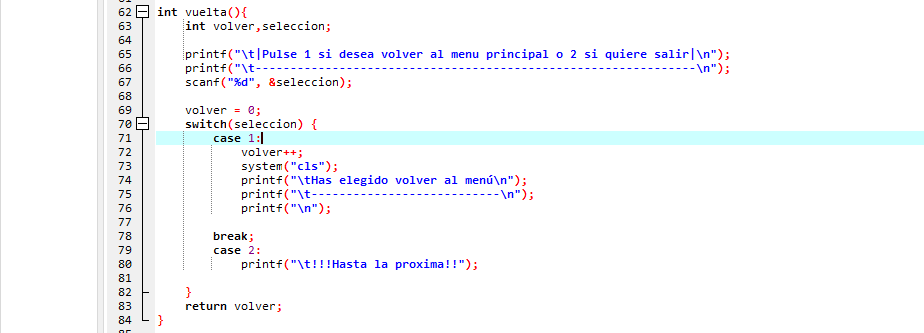 62 int vuelta(){
63 int volver,seleccion;
64
65 printf("\t|Pulse 1 si desea volver al menu principal o 2 si quiere salir|\n");
66 printf("\t---------------------------------------------------------------\n");
67 scanf("%d", &seleccion);
68
69 volver = 0;
70 switch(seleccion) {
71 case 1:
72 volver++;
73 system("cls");
74 printf("\tHas elegido volver al menú\n");
75 printf("\t---------------------------\n");
76 printf("\n");
77
78 break;
79 case 2:
80 printf("\t!!!Hasta la proxima!!");
81
82 }
83 return volver;
84 }